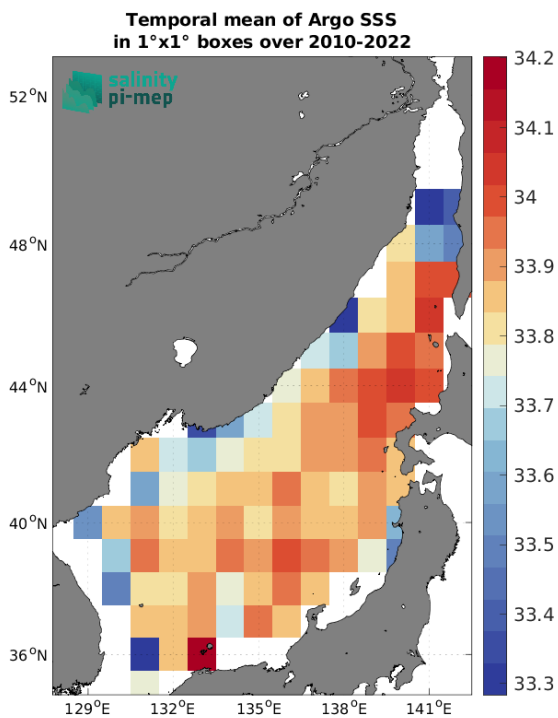 Temporal mean of Argo SSS
in 1°x1° boxes over 2010-2022
salinity
pi-mep
52°N
48°N
44°N
40°N
36°N
129°E
132°E
135°E
138°E
141°E
34.2
34.1
34
33.9
33.8
33.7
33.6
33.5
33.4
33.3